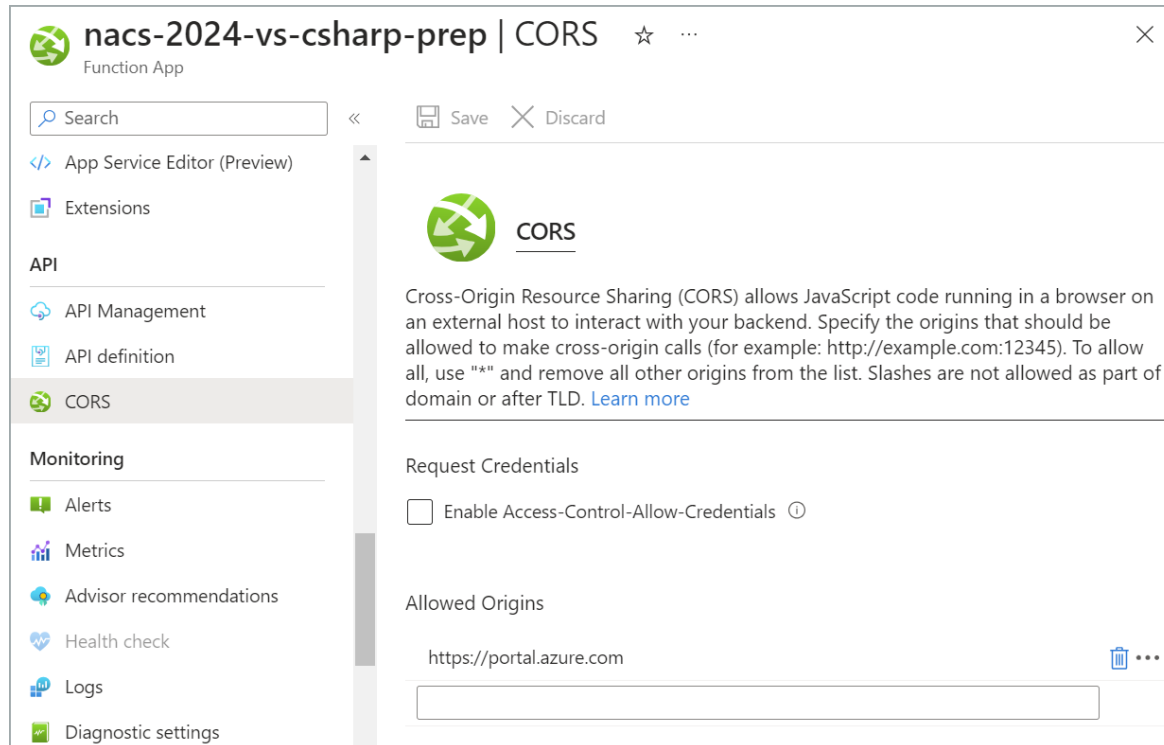 nacs-2024-vs-csharp-prep | CORS
Function App
Search
Save
Discard
App Service Editor (Preview)
Extensions
API
API Management
API definition
CORS
Monitoring
Alerts
Metrics
Advisor recommendations
Health check
Logs
Diagnostic settings
CORS
Cross-Origin Resource Sharing (CORS) allows JavaScript code running in a browser on
an external host to interact with your backend. Specify the origins that should be
allowed to make cross-origin calls (for example: http://example.com:12345). To allow
all, use "*" and remove all other origins from the list. Slashes are not allowed as part of
domain or after TLD. Learn more
Request Credentials
Enable Access-Control-Allow-Credentials
Allowed Origins
https://portal.azure.com